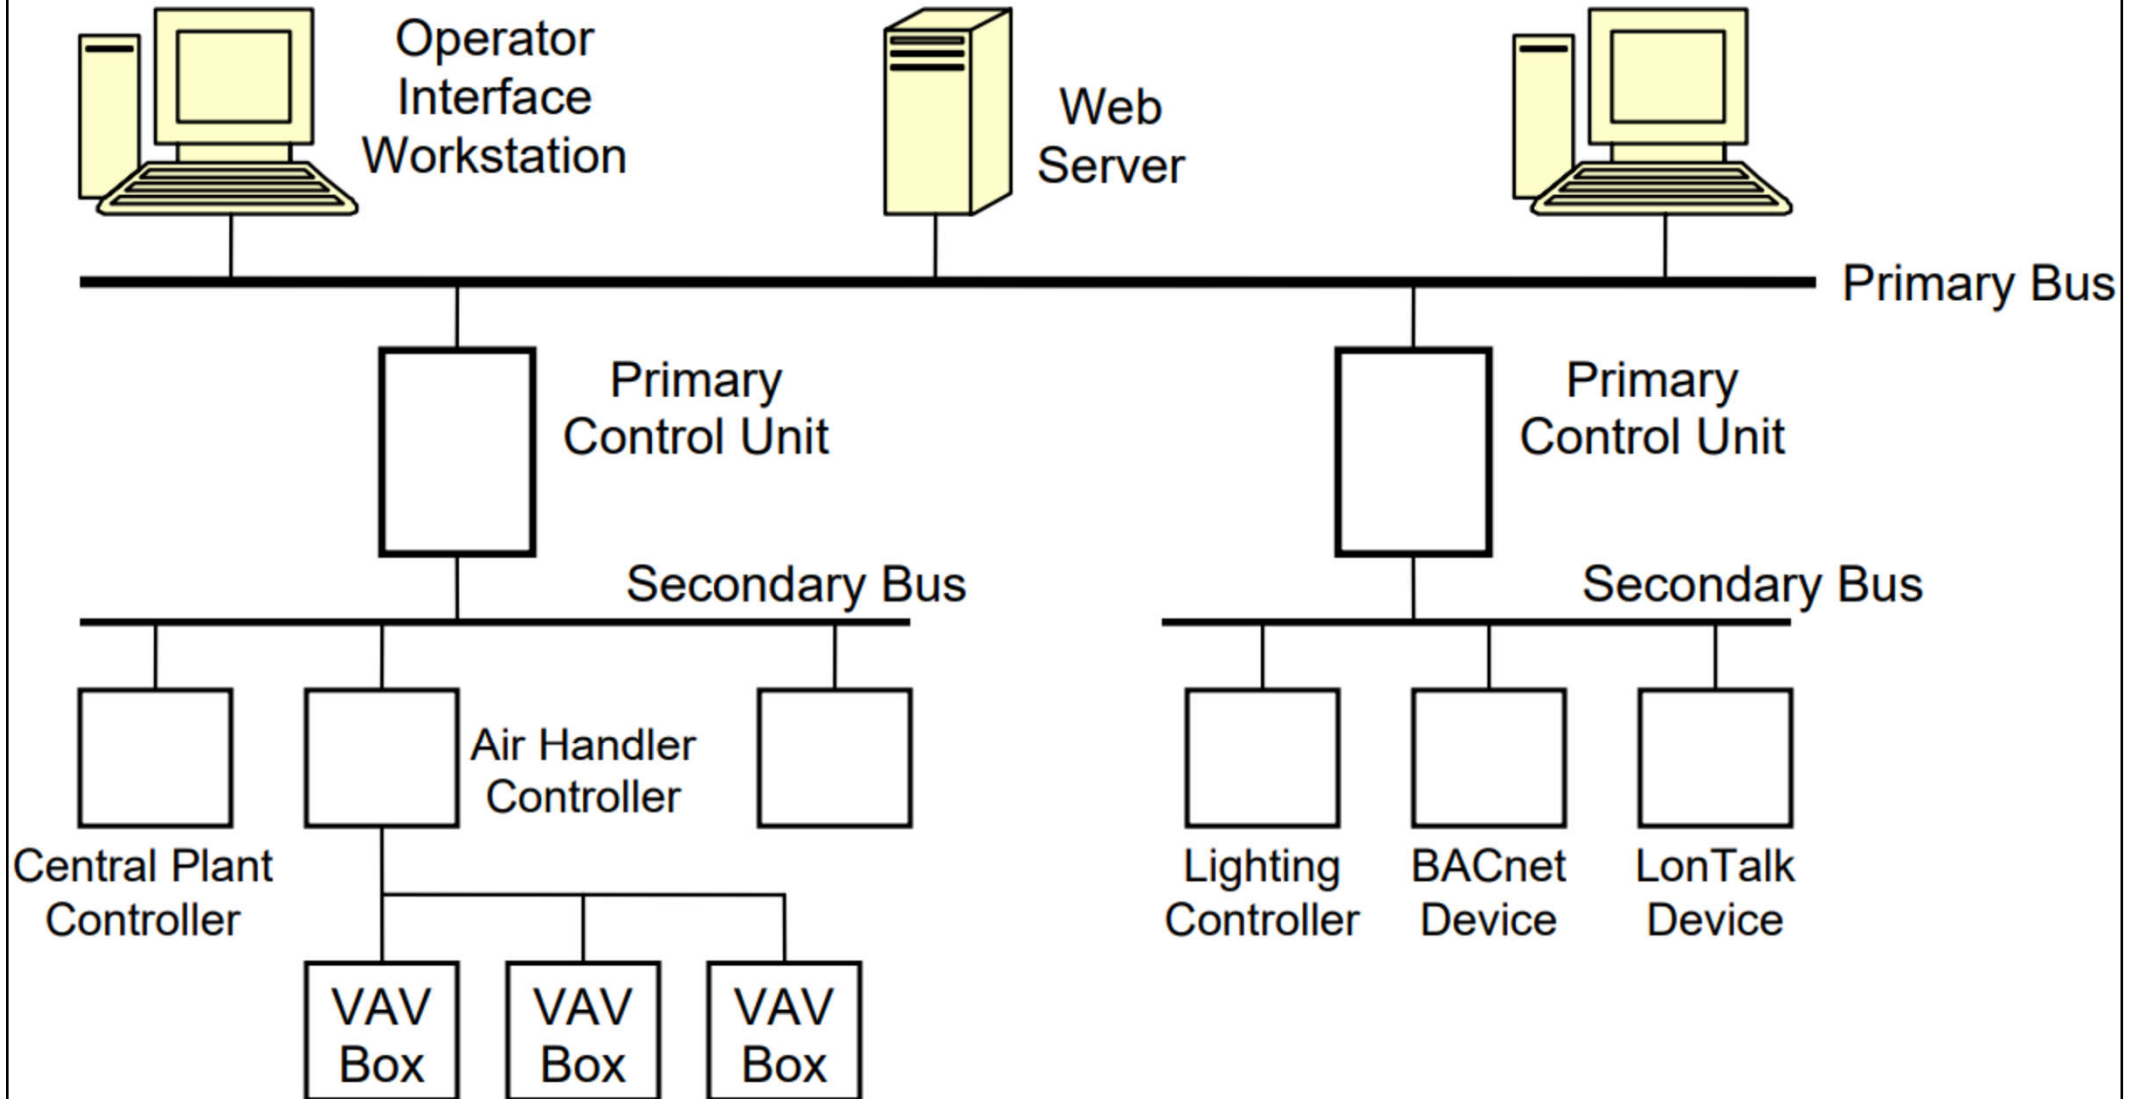 Operator
Interface
Workstation
Web
Server
Primary Bus
Primary
Control Unit
Primary
Control Unit
Secondary Bus
Secondary Bus
Air Handler
Controller
Central Plant
Controller
Lighting
Controller
BACnet
Device
LonTalk
Device
VAV
Box
VAV
Box
VAV
Box